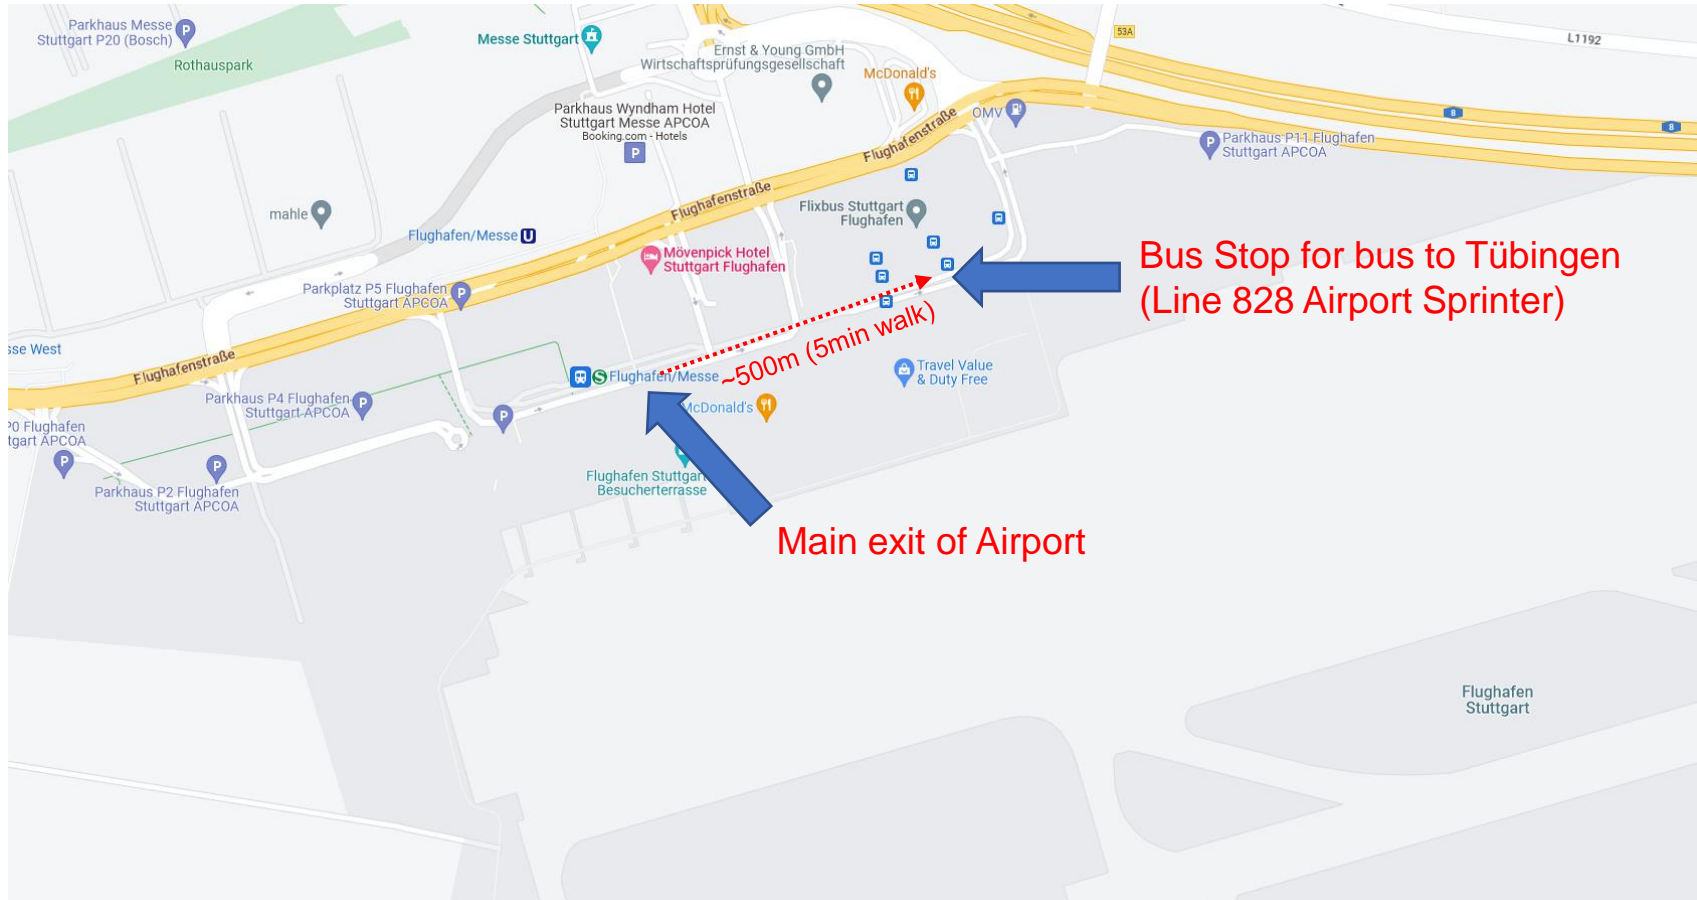 Parkhaus Messe
Stuttgart P20 (Bosch)
P
Rothauspark
Messe Stuttgart
Ernst & Young GmbH
Wirtschaftsprüfungsgesellschaft
McDonald's
53A
L1192
Parkhaus Wyndham Hotel
Stuttgart Messe APCOA
Booking.com - Hotels
P
OMV
8
8
Flughafenstraße
P
Parkhaus P11 Flughafen
Stuttgart APCOA
Flughafenstraße
mahle
Flixbus Stuttgart
Flughafen
Flughafen/Messe U
Mövenpick Hotel
Stuttgart Flughafen
Bus Stop for bus to Tübingen
(Line 828 Airport Sprinter)
Parkplatz P5 Flughafen
Stuttgart APCOA
P
~500m (5min walk)
sse West
Flughafenstraße
S Flughafen/Messe
Travel Value
& Duty Free
Parkhaus P4 Flughafen
Stuttgart APCOA
P
P
McDonald's
P0 Flughafen
tgart APCOA
P
P
Parkhaus P2 Flughafen
Stuttgart APCOA
Flughafen Stuttgart
Besucherterrasse
Main exit of Airport
Flughafen
Stuttgart